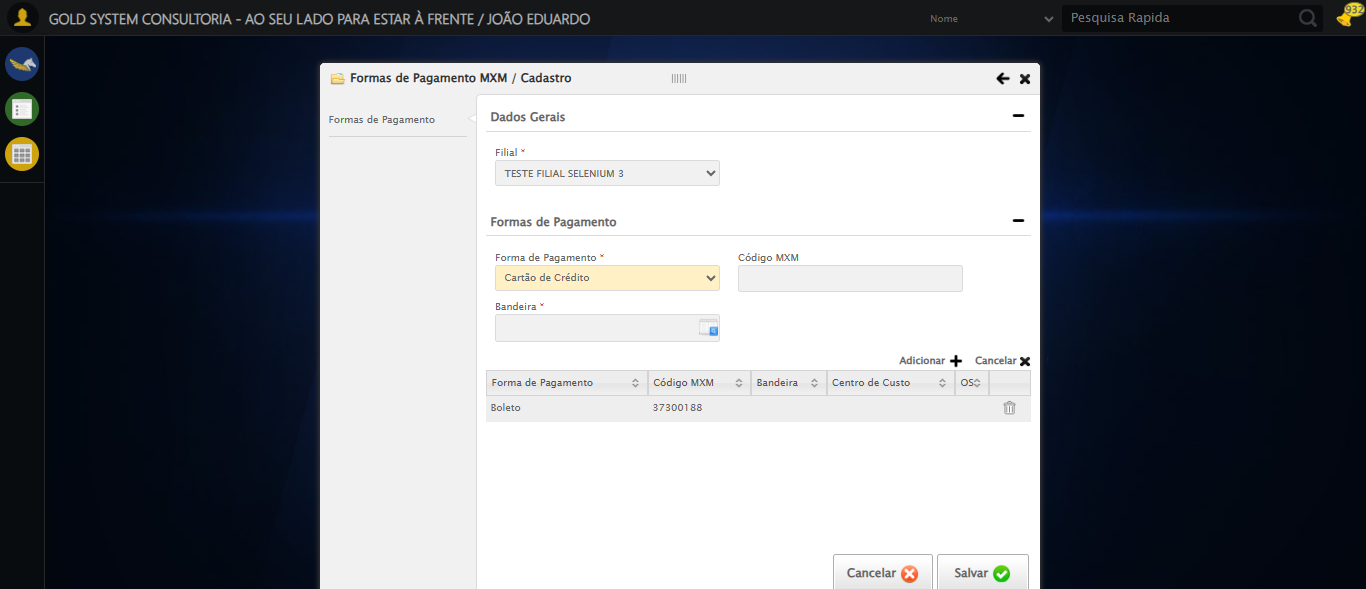 GOLD SYSTEM CONSULTORIA - AO SEU LADO PARA ESTAR À FRENTE / JOÃO EDUARDO
Nome
Pesquisa Rapida
932
Formas de Pagamento MXM / Cadastro
Formas de Pagamento
Dados Gerais
Filial *
TESTE FILIAL SELENIUM 3
Formas de Pagamento
Forma de Pagamento * Código MXM
Cartão de Crédito
Bandeira *
Adicionar Cancelar
Forma de Pagamento Código MXM Bandeira Centro de Custo OS
Boleto 37300188
Cancelar Salvar